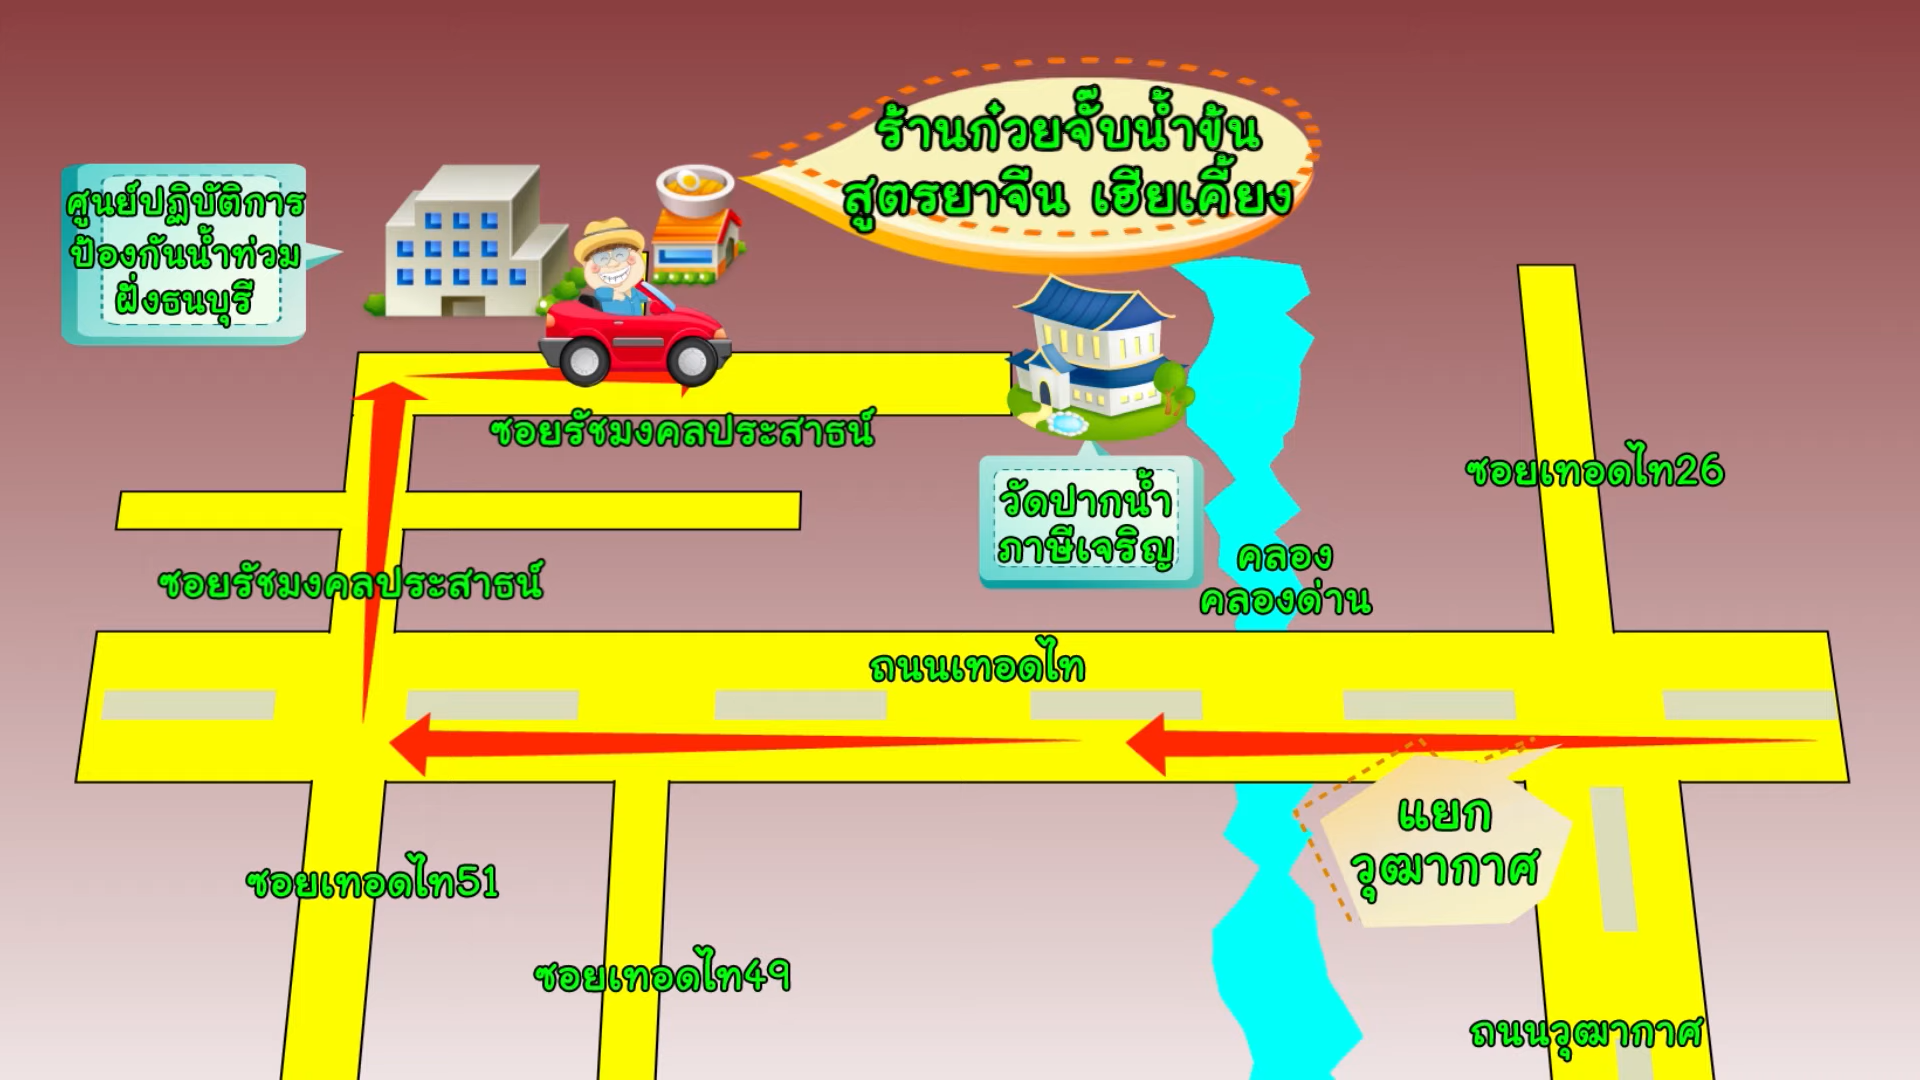 ร้านก๋วยจั๊บน้ำข้น
สูตรยาจีน เฮียเคี้ยง
ศูนย์ปฏิบัติการ
ป้องกันน้ำท่วม
ฝั่งธนบุรี
ซอยรัชมงคลประสาธน์
ซอยเทอดไท26
วัดปากน้ำ
ภาษีเจริญ
คลอง
คลองด่าน
ซอยรัชมงคลประสาธน์
ถนนเทอดไท
แยก
วุฒากาศ
ซอยเทอดไท51
ซอยเทอดไท49
ถนนวุฒากาศ